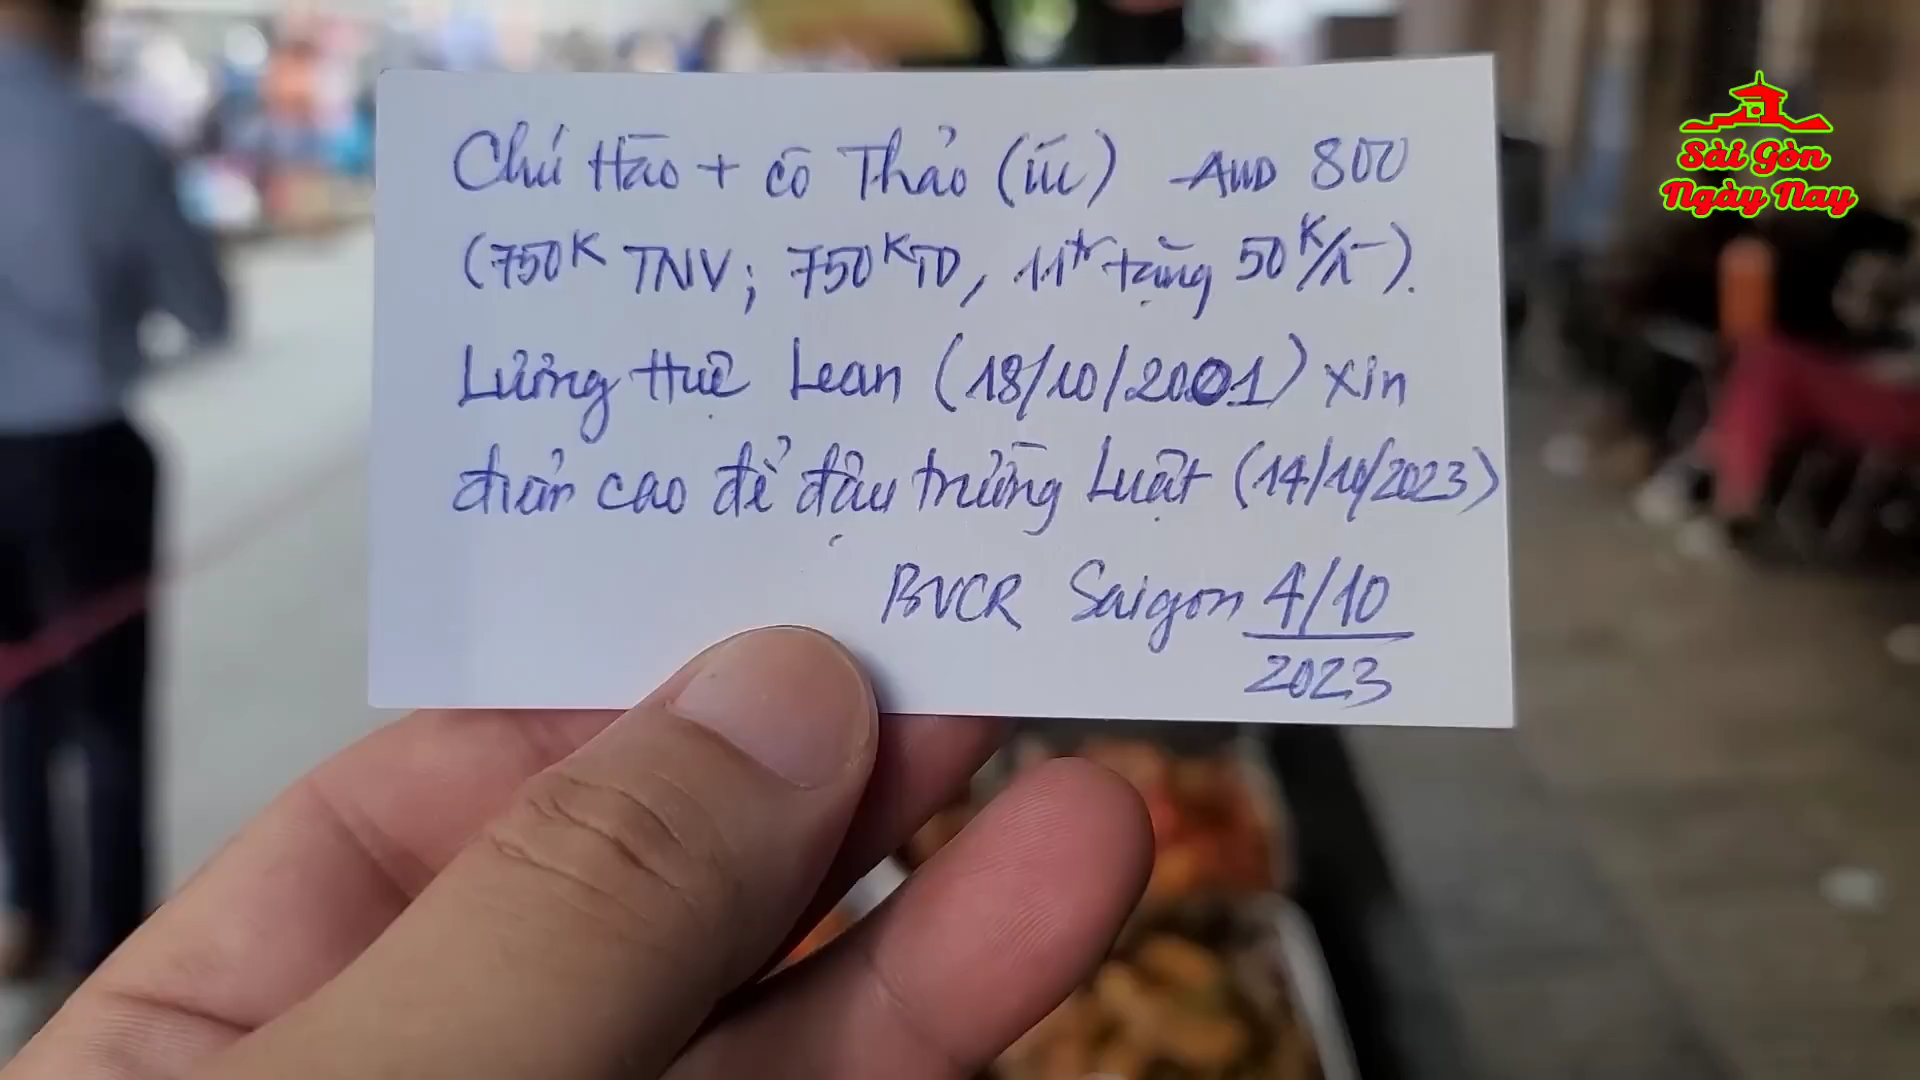 Chú Hào + cô Thảo (Úc) AUD 800
(750K TNV; 750K TD, 11tr tặng 50K/1).
Lương Huệ Lean (18/10/2001) xin
điểm cao để đậu trường Luật (14/10/2023)
BVCR Saigon 4/10
2023
Sài Gòn
Ngày Nay